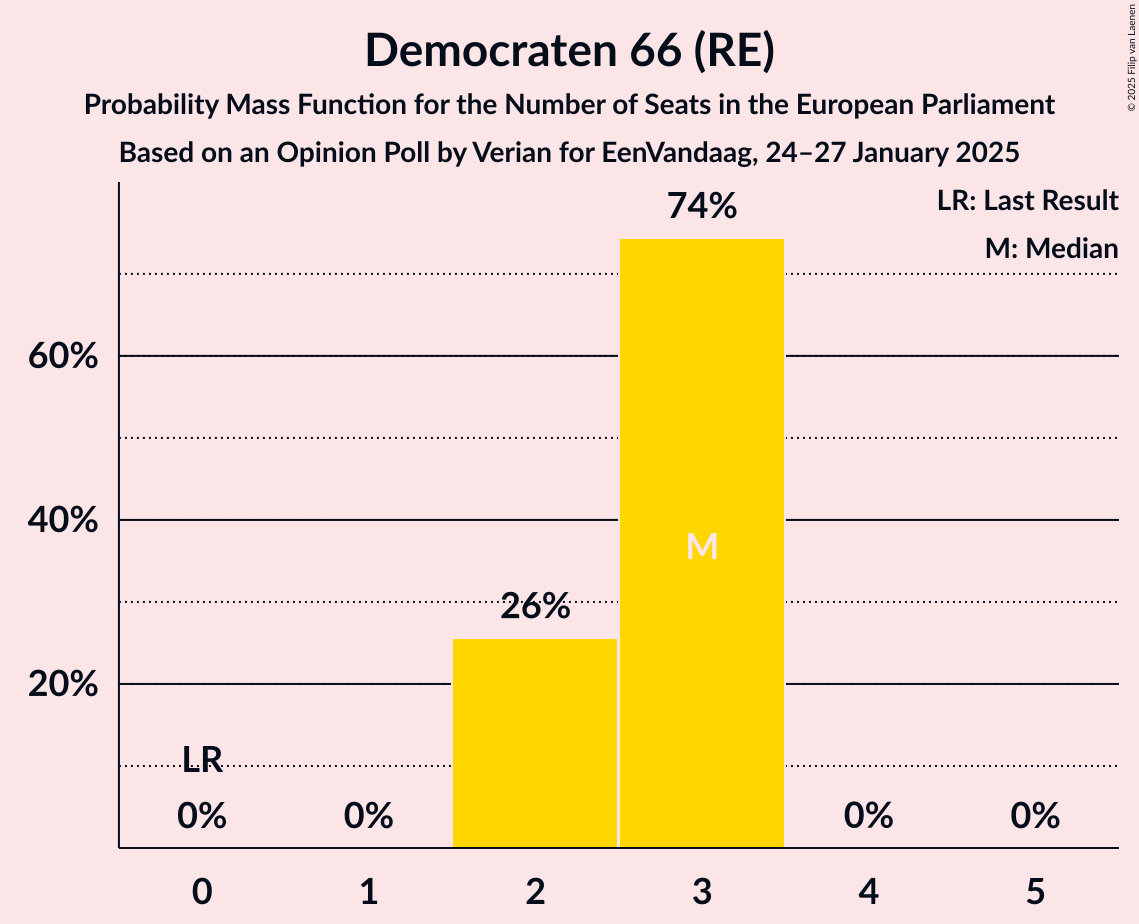 Democraten 66 (RE)
Probability Mass Function for the Number of Seats in the European Parliament
Based on an Opinion Poll by Verian for EenVandaag, 24–27 January 2025
© 2025 Filip van Laenen
LR: Last Result
M: Median
74%
60%
40%
M
26%
20%
LR
0%
0%
0%
0%
0
1
2
3
4
5